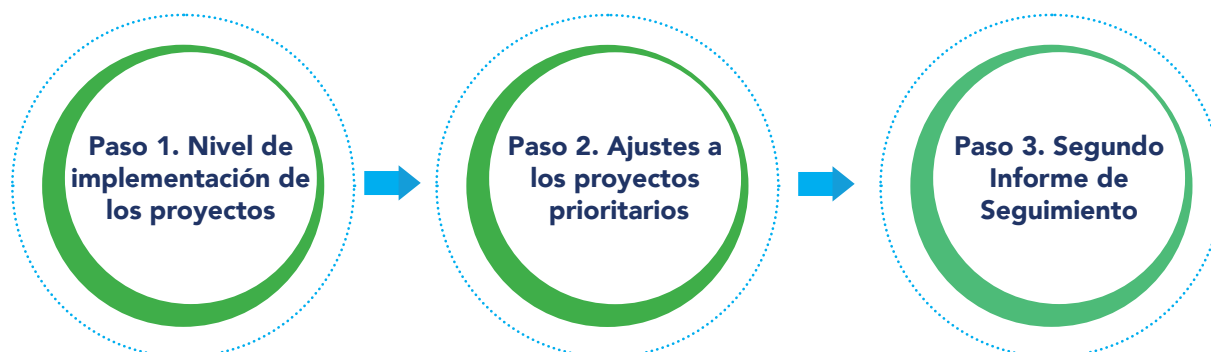 Paso 1. Nivel de
implementación de
los proyectos
Paso 2. Ajustes a
los proyectos
prioritarios
Paso 3. Segundo
Informe de
Seguimiento